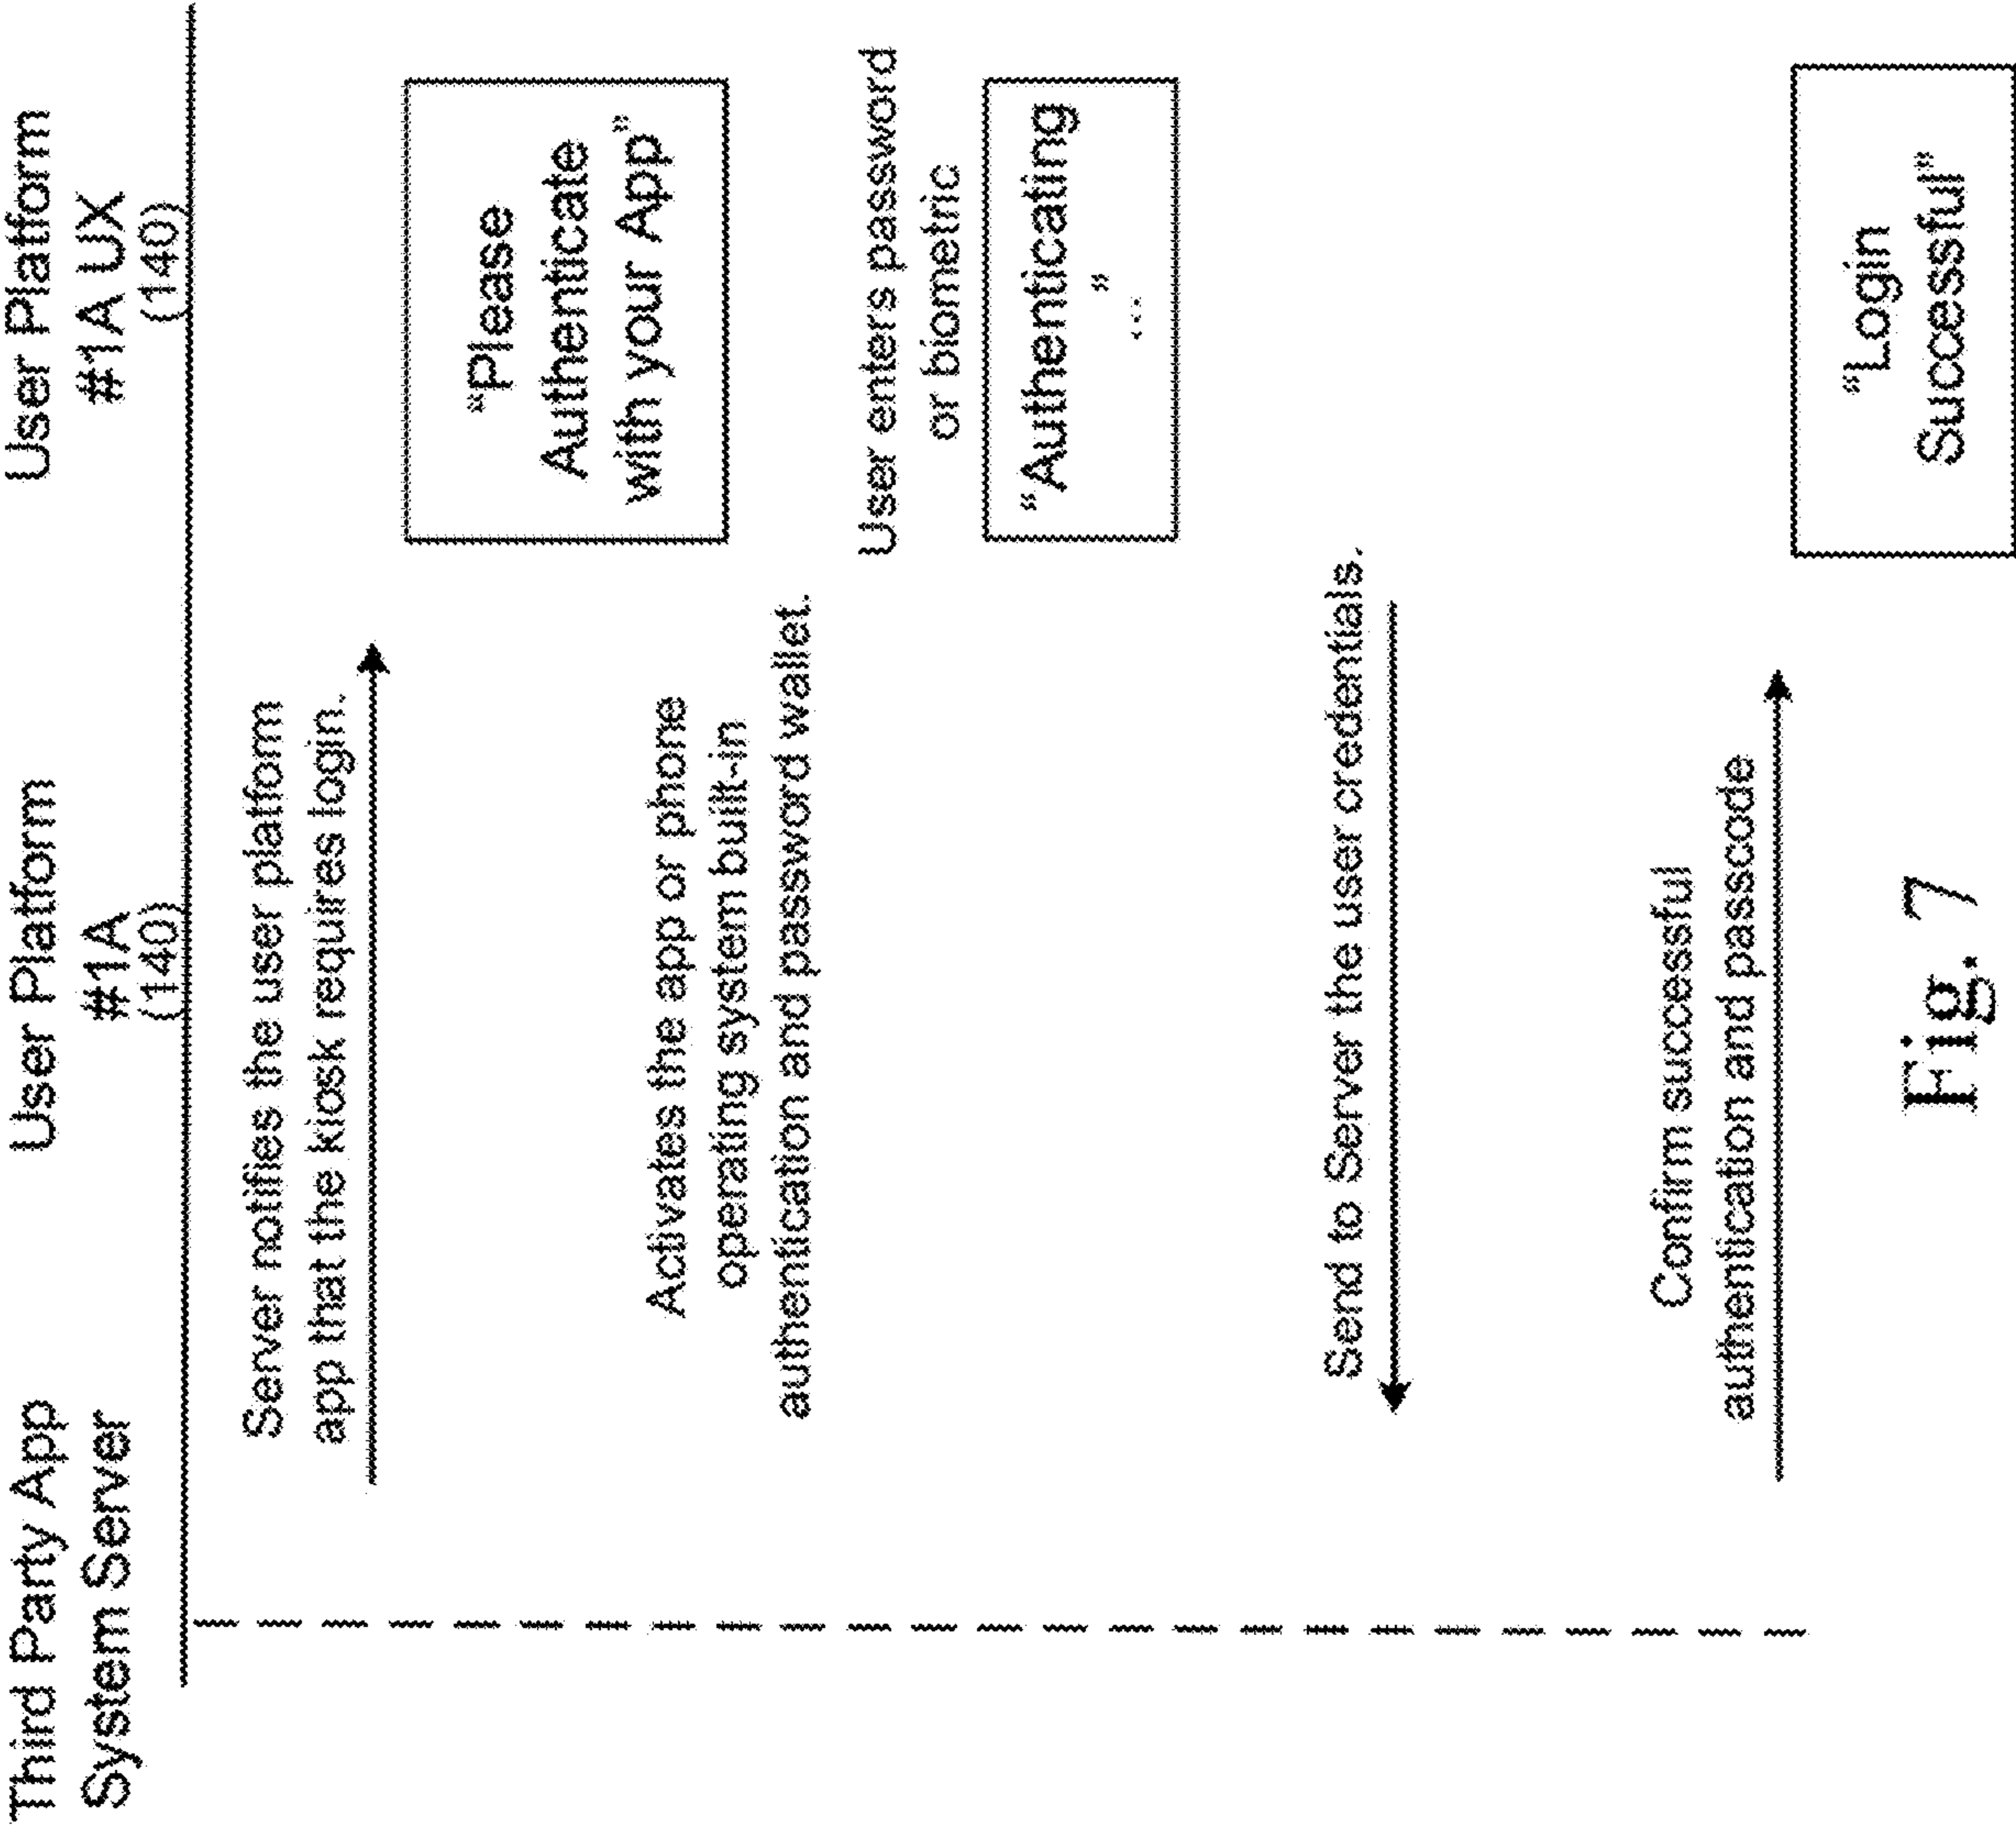 Third Party App
System Server
User Platform
#1A
(140)
User Platform
#1A UX
(140)
Server notifies the user platform
app that the kiosk requires login.
“Please
Authenticate
with your App”
Activates the app or phone
operating system built-in
authentication and password wallet.
User enters password
or biometric
“Authenticating
...”
Send to Server the user credentials.
Confirm successful
authentication and passcode
“Login
Successful”
Fig. 7